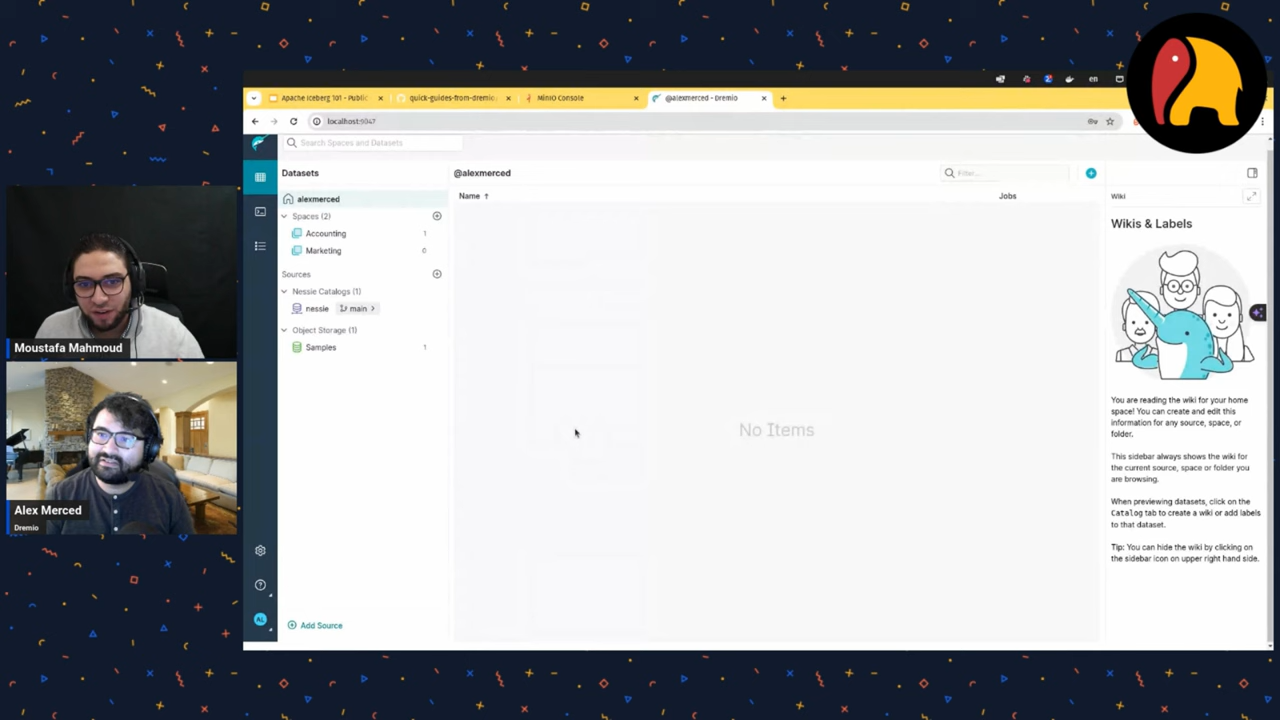 en
Apache Iceberg 101 - Public
quick-guides-from-dremio
MinIO Console
@alexmerced - Dremio
localhost:9047
Search Spaces and Datasets
Datasets
alexmerced
Spaces (2)
Accounting 1
Marketing 0
Sources
Nessie Catalogs (1)
nessie main
Object Storage (1)
Samples 1
AL
Add Source
@alexmerced
Filter...
Name ↑
Jobs
No Items
Wiki
Wikis & Labels
You are reading the wiki for your home
space! You can create and edit this
information for any source, space, or
folder.
This sidebar always shows the wiki for
the current source, space or folder you
are browsing.
When previewing datasets, click on the
Catalog tab to create a wiki or add labels
to that dataset.
Tip: You can hide the wiki by clicking on
the sidebar icon on upper right hand side.
Moustafa Mahmoud
Alex Merced
Dremio